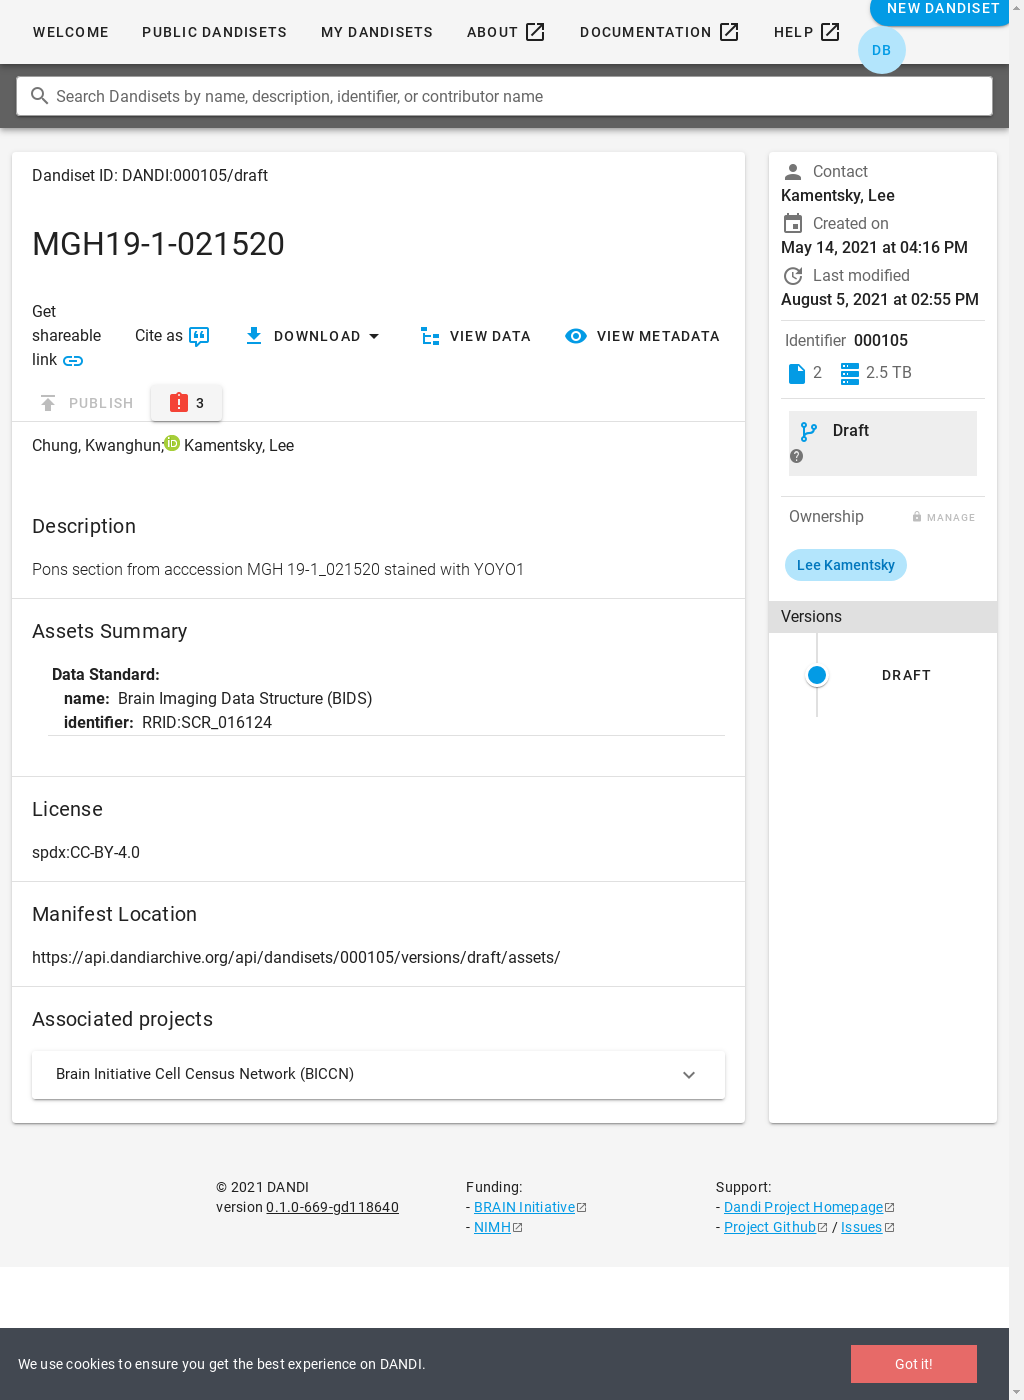 WELCOME PUBLIC DANDISETS MY DANDISETS ABOUT DOCUMENTATION HELP NEW DANDISET
DB
Search Dandisets by name, description, identifier, or contributor name
Dandiset ID: DANDI:000105/draft
MGH19-1-021520
Get
shareable
link
Cite as
DOWNLOAD
VIEW DATA
VIEW METADATA
PUBLISH
3
Chung, Kwanghun; iD Kamentsky, Lee
Description
Pons section from acccession MGH 19-1_021520 stained with YOYO1
Assets Summary
Data Standard:
name: Brain Imaging Data Structure (BIDS)
identifier: RRID:SCR_016124
License
spdx:CC-BY-4.0
Manifest Location
https://api.dandiarchive.org/api/dandisets/000105/versions/draft/assets/
Associated projects
Brain Initiative Cell Census Network (BICCN)
Contact
Kamentsky, Lee
Created on
May 14, 2021 at 04:16 PM
Last modified
August 5, 2021 at 02:55 PM
Identifier 000105
2 2.5 TB
Draft
Ownership MANAGE
Lee Kamentsky
Versions
DRAFT
© 2021 DANDI
version 0.1.0-669-gd118640
Funding:
- BRAIN Initiative
- NIMH
Support:
- Dandi Project Homepage
- Project Github / Issues
We use cookies to ensure you get the best experience on DANDI.
Got it!